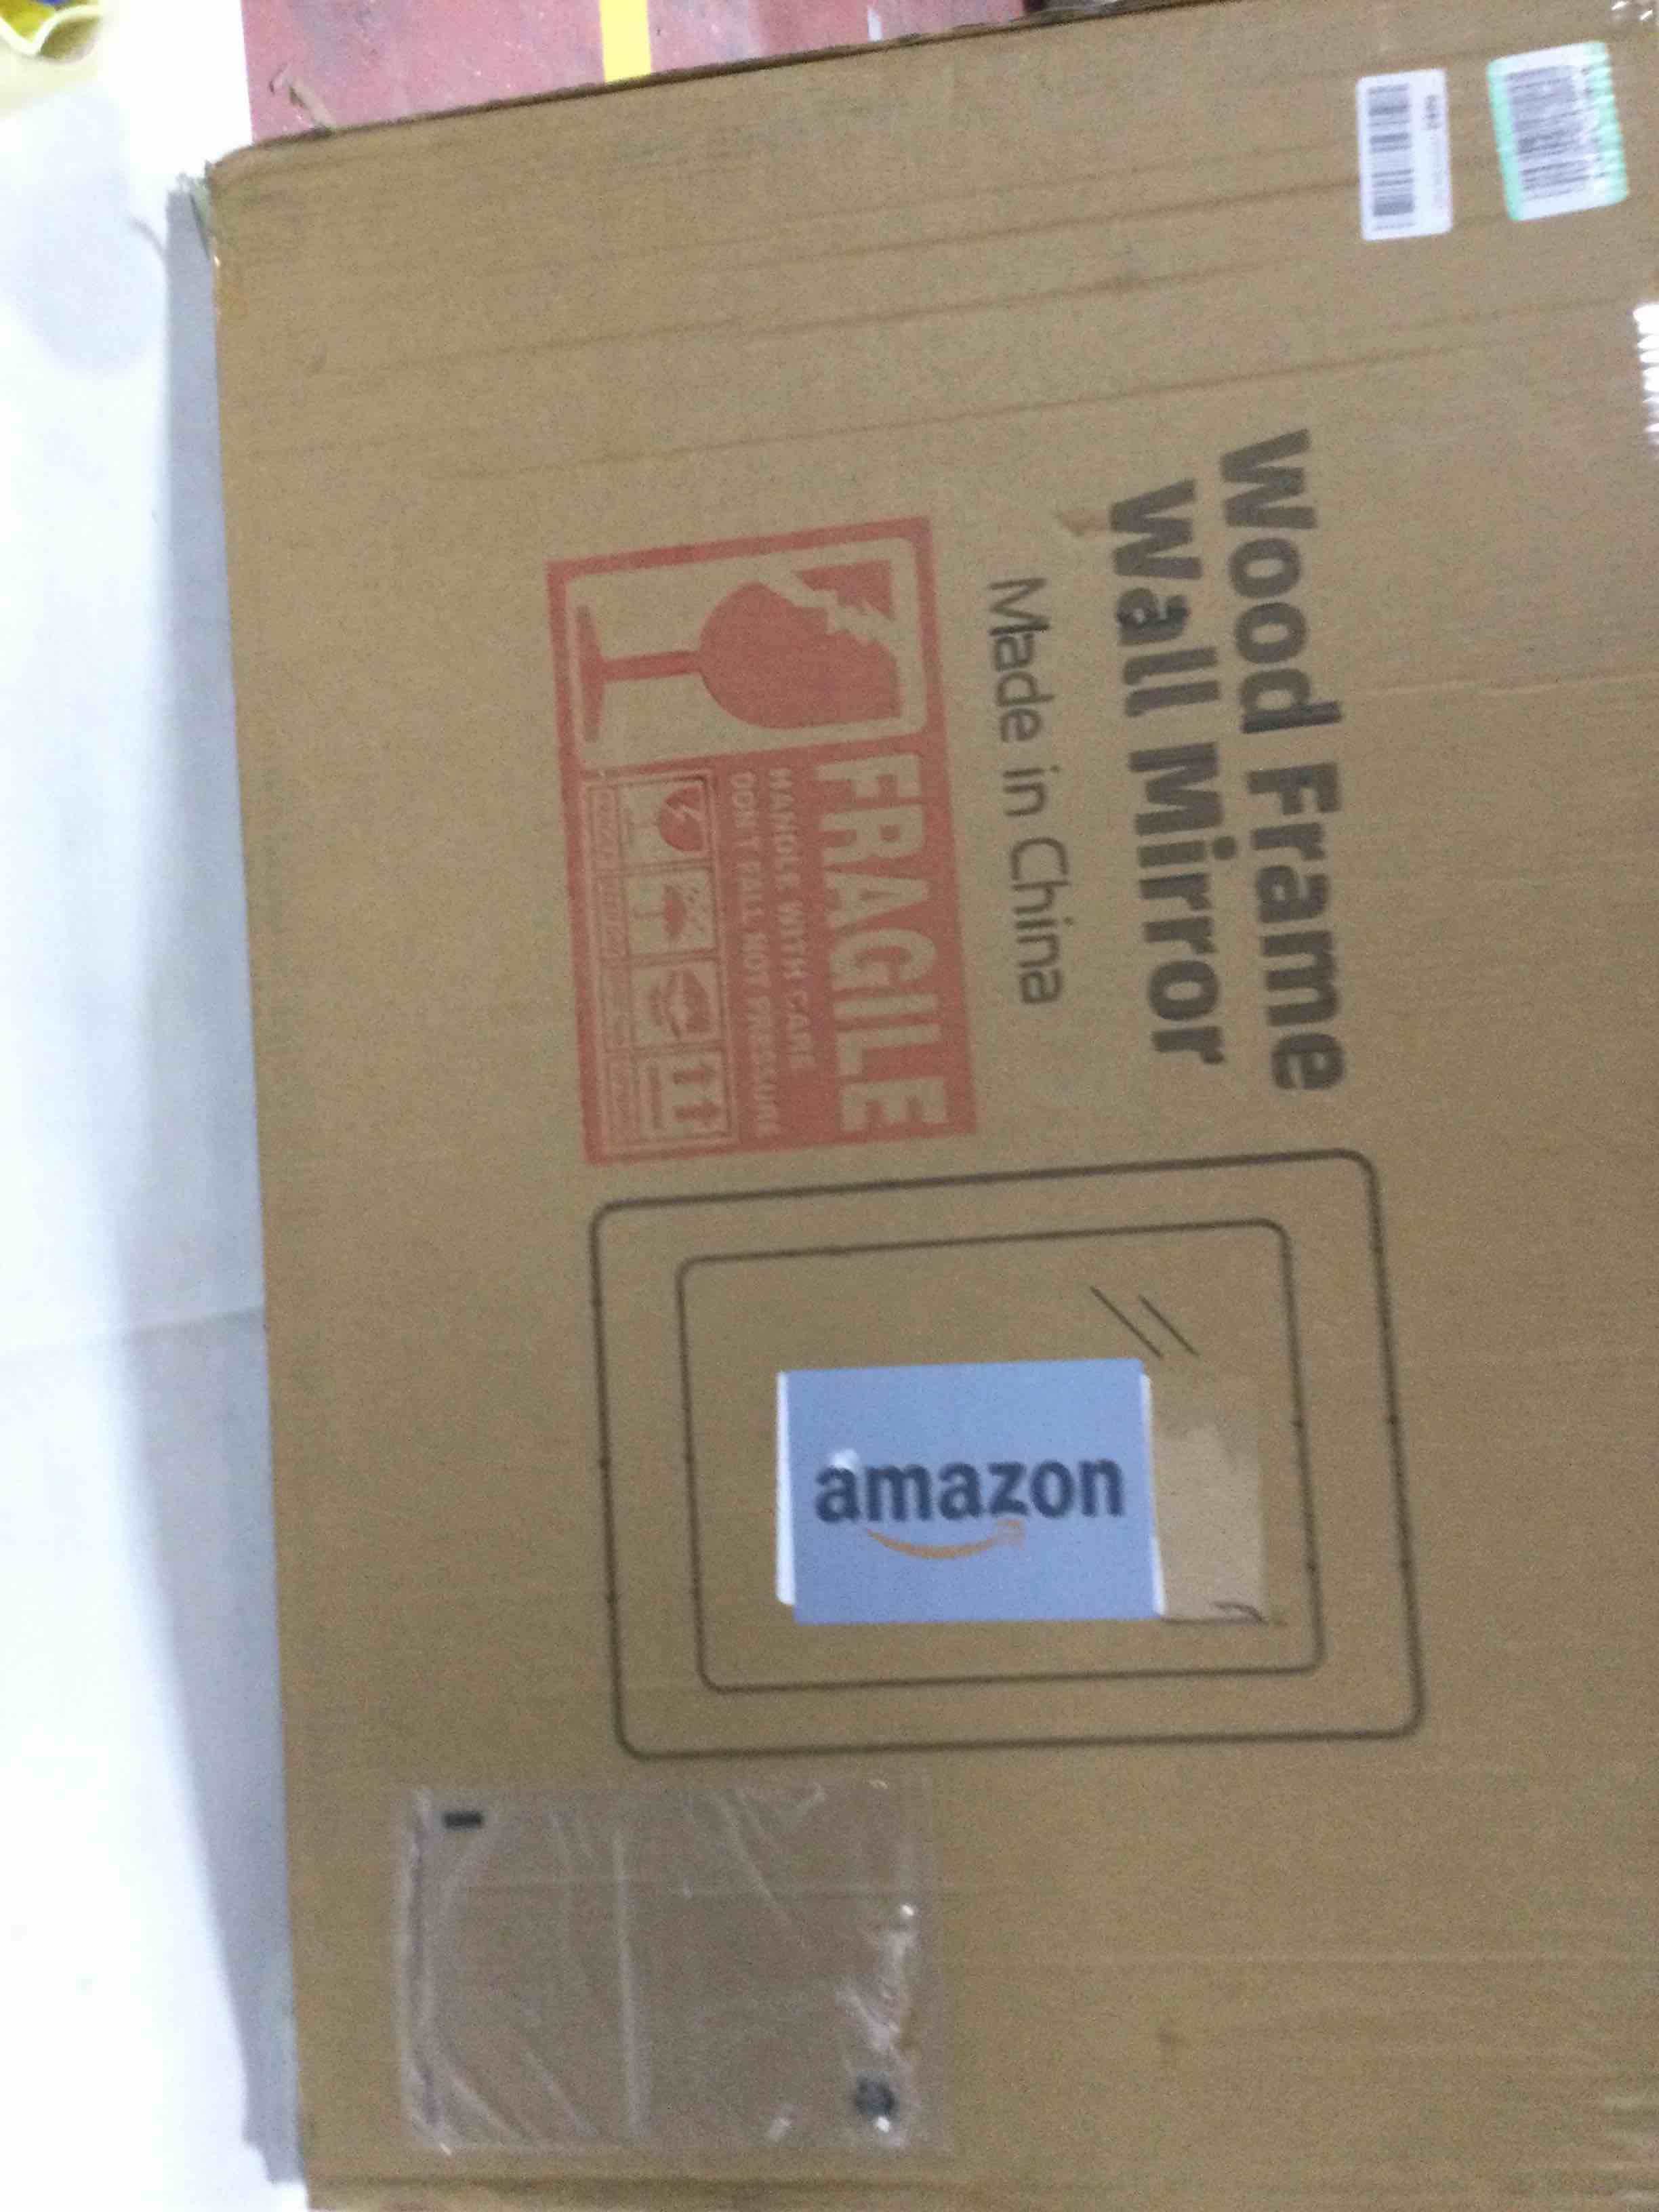 Wood Frame
Wall Mirror
Made in China
FRAGILE
HANDLE WITH CARE
DON'T FALL NOT PRESSURE
amazon